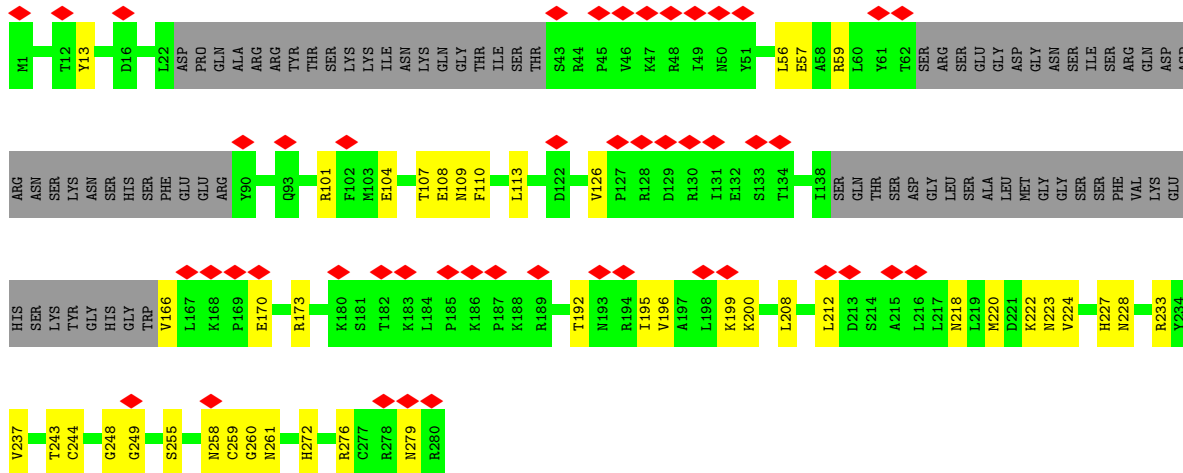 M1 T12 Y13 D16 L22 ASP PRO GLN ALA ARG ARG TYR THR SER LYS LYS ILE ASN LYS GLN GLY THR ILE SER THR S43 R44 P45 V46 K47 R48 I49 N50 Y51 L56 E57 A58 R59 L60 Y61 T62 SER ARG SER GLU GLY ASP GLY ASN SER ILE SER ARG GLN ASP ASP
ARG ASN SER LYS ASN SER HIS SER PHE GLU GLU ARG Y90 Q93 R101 F102 M103 E104 T107 E108 N109 F110 L113 D122 V126 P127 R128 D129 R130 I131 E132 S133 T134 I138 SER GLN THR SER ASP GLY LEU SER ALA LEU MET GLY GLY SER SER PHE VAL LYS GLU
HIS SER LYS TYR GLY HIS GLY TRP V166 L167 K168 P169 E170 R173 K180 S181 T182 K183 L184 P185 K186 P187 K188 R189 T192 N193 R194 I195 V196 A197 L198 K199 K200 L208 L212 D213 S214 A215 L216 L217 N218 L219 M220 D221 K222 N223 V224 H227 N228 R233 Y234
V237 T243 C244 G248 G249 S255 N258 C259 G260 N261 H272 R276 C277 R278 N279 R280